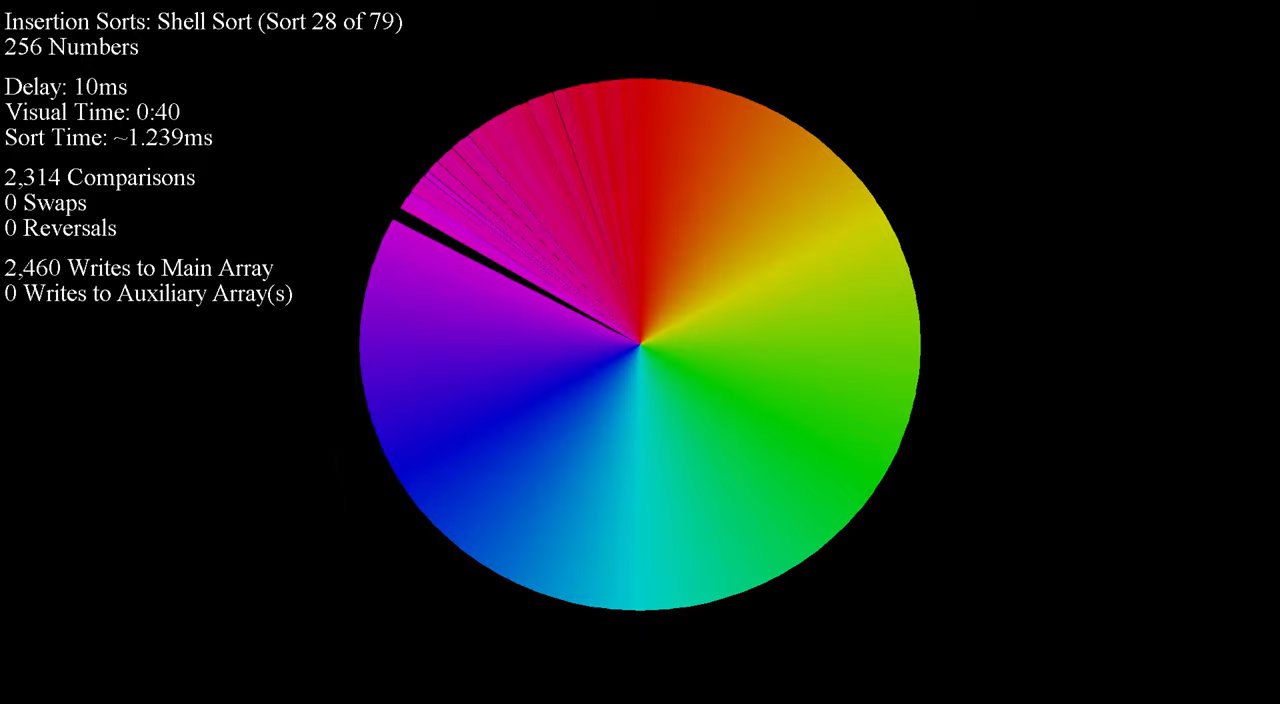 Insertion Sorts: Shell Sort (Sort 28 of 79)
256 Numbers
Delay: 10ms
Visual Time: 0:40
Sort Time: ~1.239ms
2,314 Comparisons
0 Swaps
0 Reversals
2,460 Writes to Main Array
0 Writes to Auxiliary Array(s)